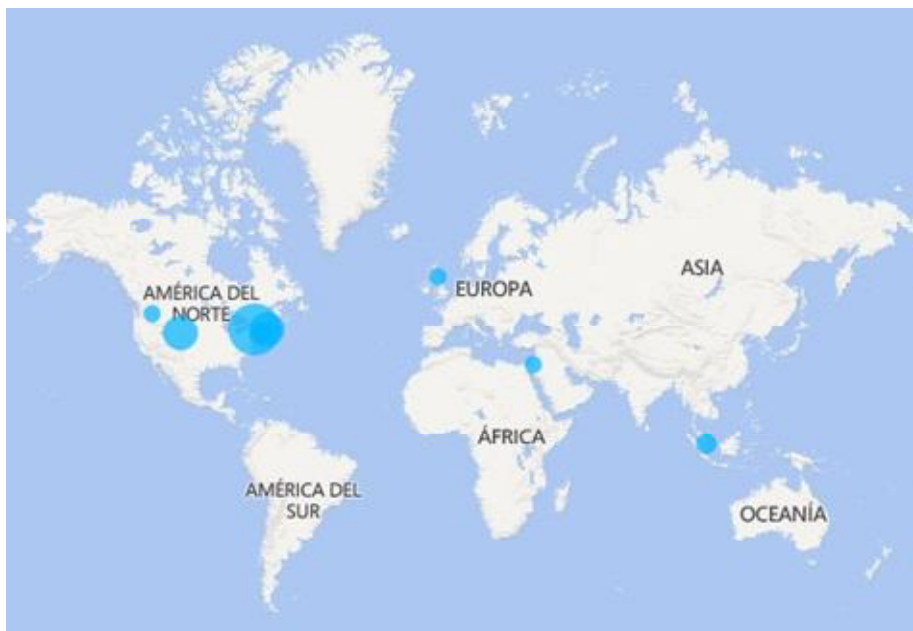 ASIA
AMÉRICA DEL
NORTE
EUROPA
ÁFRICA
AMÉRICA DEL
SUR
OCEANÍA